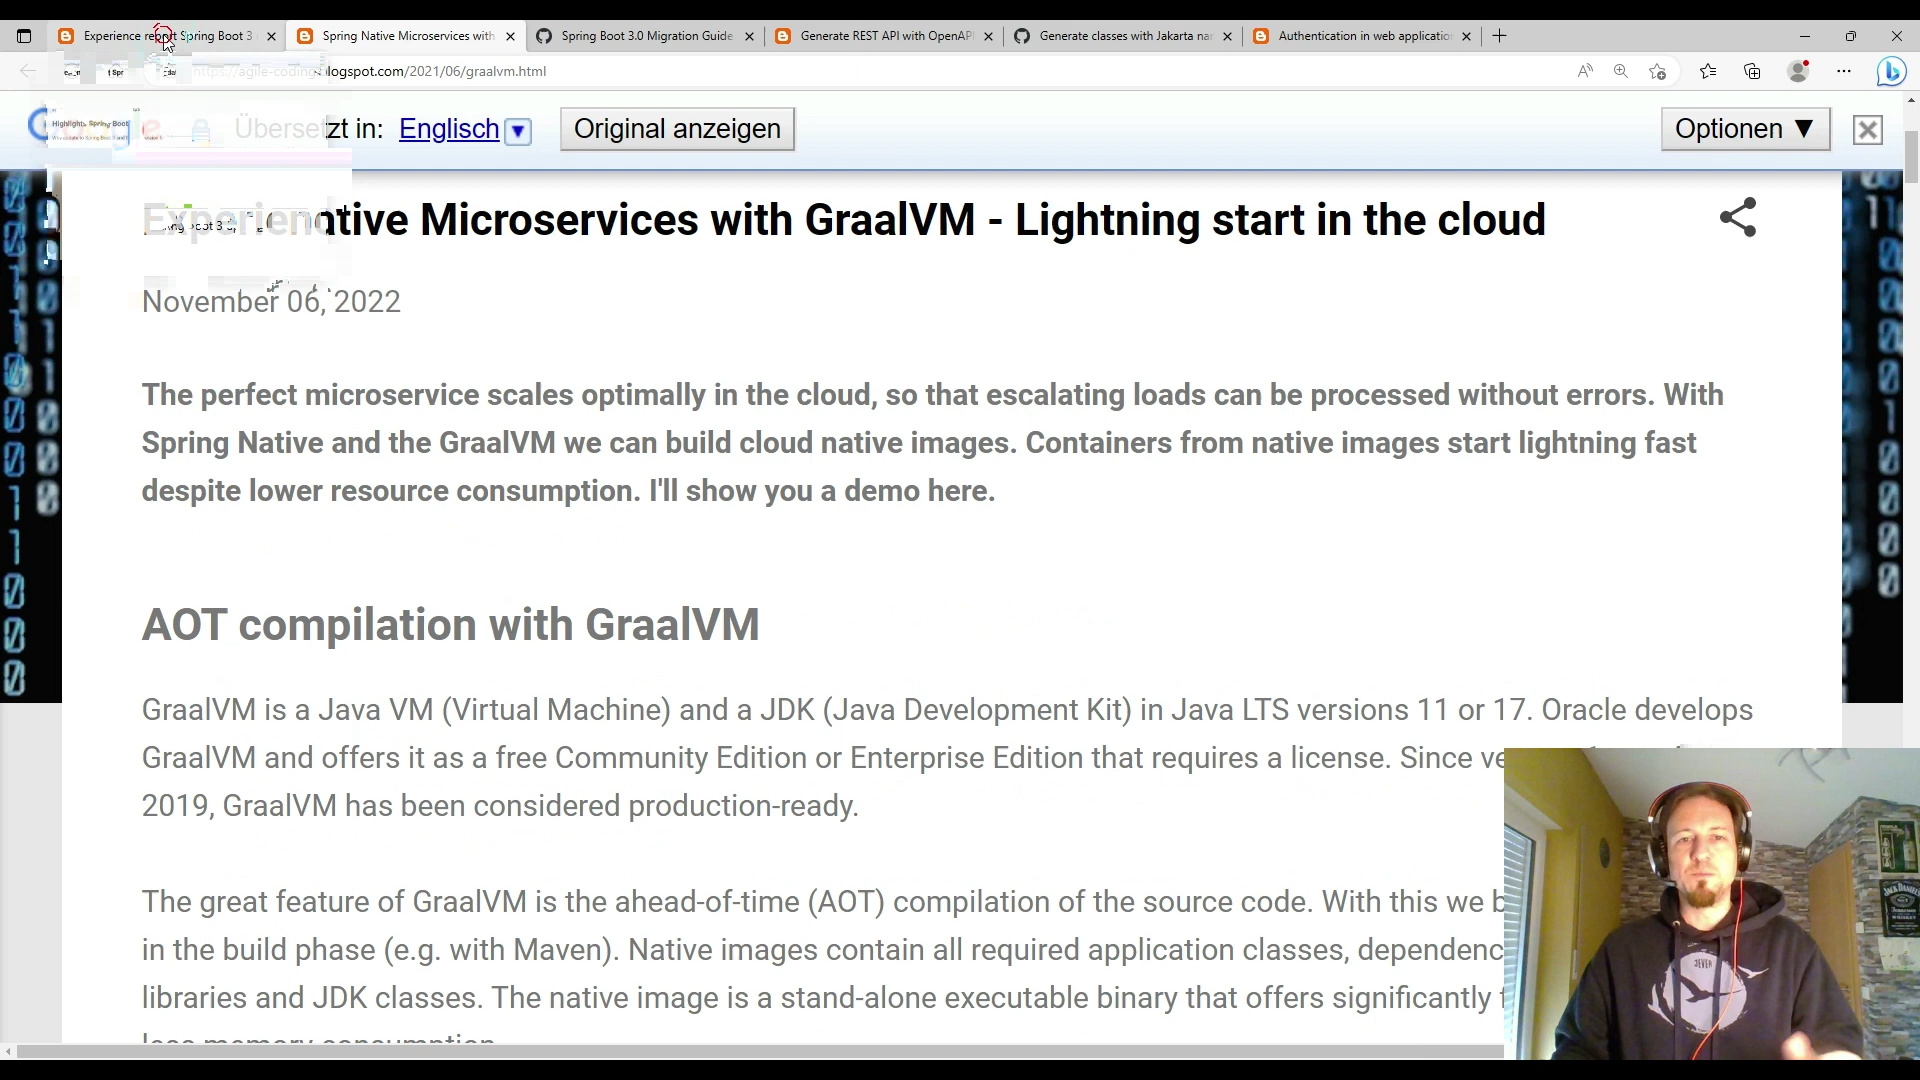 Spring Boot 3
Spring Native Microservices with
Spring Boot 3.0 Migration Guide
Generate REST API with OpenAP
Generate classes with Jakarta na
Authentication in web applicatio
https://agile-coding.blogspot.com/2021/06/graalvm.html
Übersetzt in: Englisch ▼ Original anzeigen Optionen ▼
Microservices with GraalVM - Lightning start in the cloud
November 06, 2022
The perfect microservice scales optimally in the cloud, so that escalating loads can be processed without errors. With
Spring Native and the GraalVM we can build cloud native images. Containers from native images start lightning fast
despite lower resource consumption. I'll show you a demo here.
AOT compilation with GraalVM
GraalVM is a Java VM (Virtual Machine) and a JDK (Java Development Kit) in Java LTS versions 11 or 17. Oracle develops
GraalVM and offers it as a free Community Edition or Enterprise Edition that requires a license. Since
2019, GraalVM has been considered production-ready.
The great feature of GraalVM is the ahead-of-time (AOT) compilation of the source code. With this we b
in the build phase (e.g. with Maven). Native images contain all required application classes, dependenc
libraries and JDK classes. The native image is a stand-alone executable binary that offers significantly
JEVER